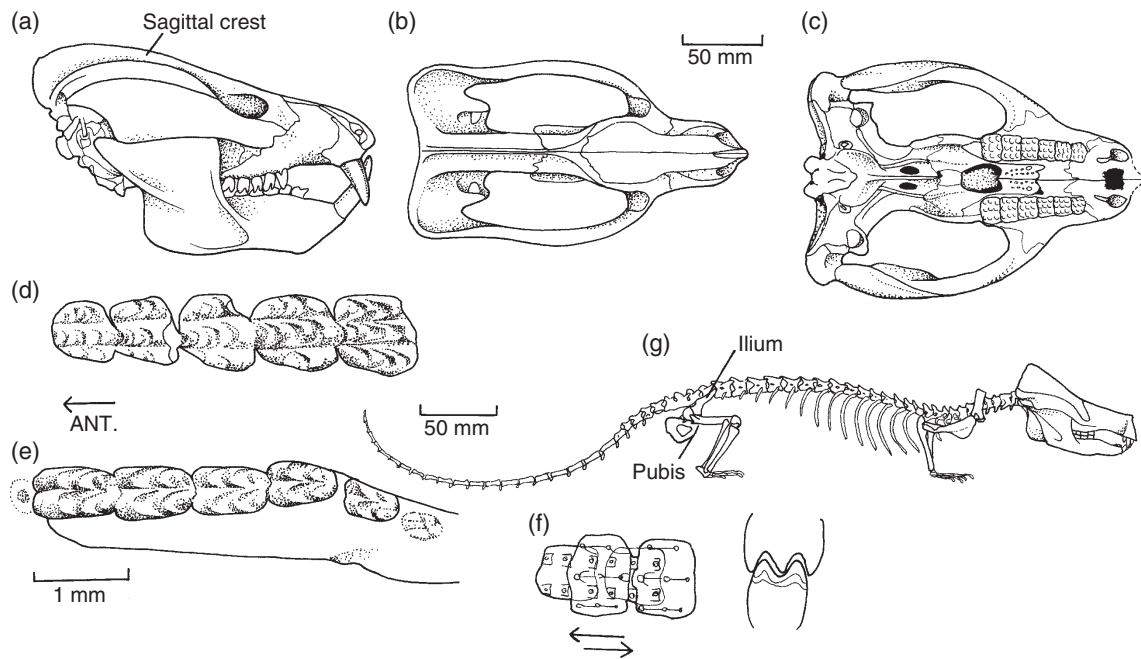 (a)
Sagittal crest
(b)
50 mm
(c)
(d)
ANT.
50 mm
(g)
Ilium
Pubis
(e)
1 mm
(f)